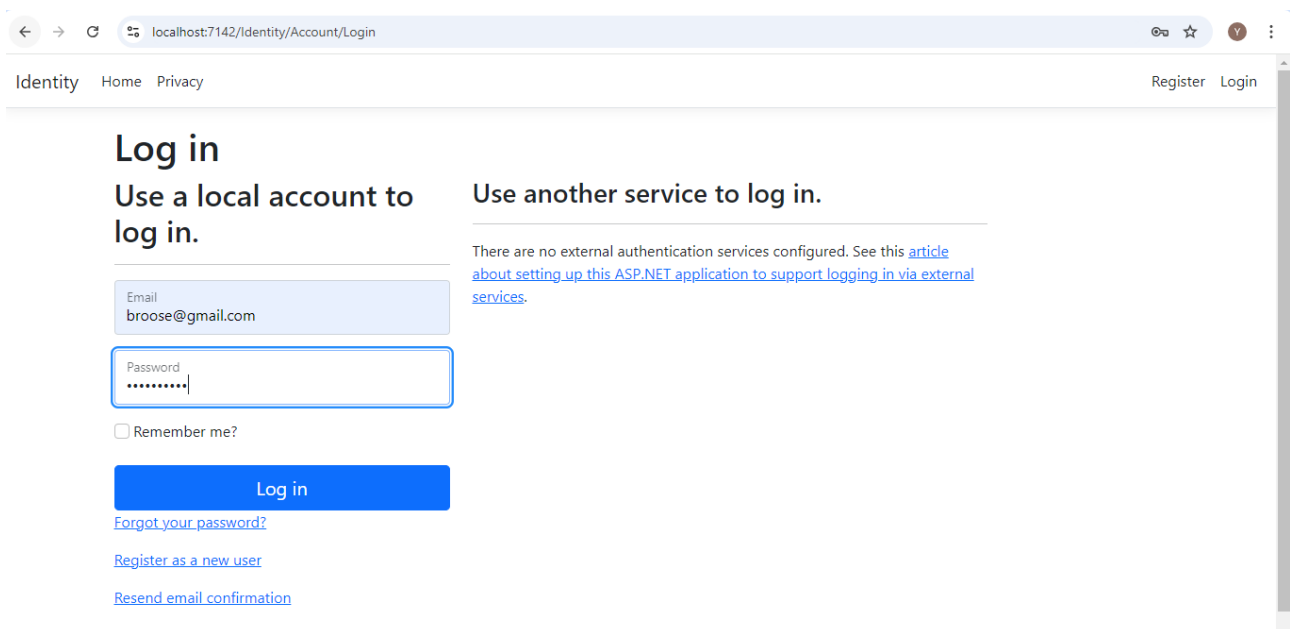 localhost:7142/Identity/Account/Login
Y
Identity Home Privacy Register Login
Log in
Use a local account to
log in.
Email
broose@gmail.com
Password
••••••••••
Remember me?
Log in
Forgot your password?
Register as a new user
Resend email confirmation
Use another service to log in.
There are no external authentication services configured. See this article
about setting up this ASP.NET application to support logging in via external
services.